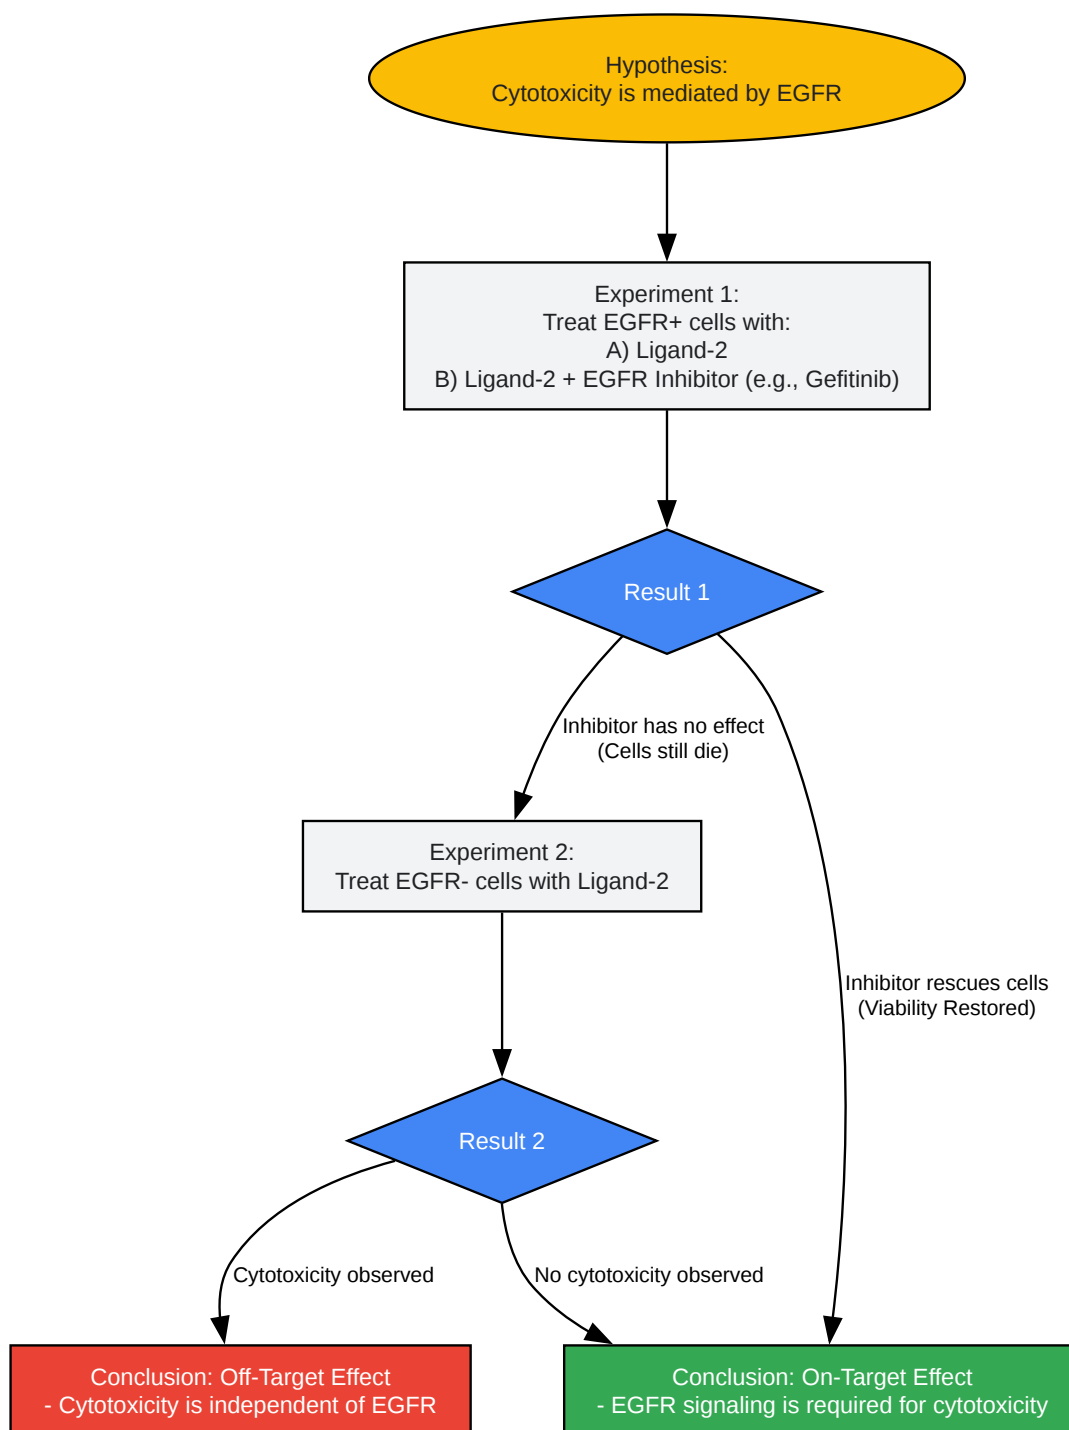 Hypothesis:
Cytotoxicity is mediated by EGFR
Experiment 1:
Treat EGFR+ cells with:
A) Ligand-2
B) Ligand-2 + EGFR Inhibitor (e.g., Gefitinib)
Result 1
Inhibitor has no effect
(Cells still die)
Experiment 2:
Treat EGFR- cells with Ligand-2
Inhibitor rescues cells
(Viability Restored)
Result 2
Cytotoxicity observed
No cytotoxicity observed
Conclusion: Off-Target Effect
- Cytotoxicity is independent of EGFR
Conclusion: On-Target Effect
- EGFR signaling is required for cytotoxicity